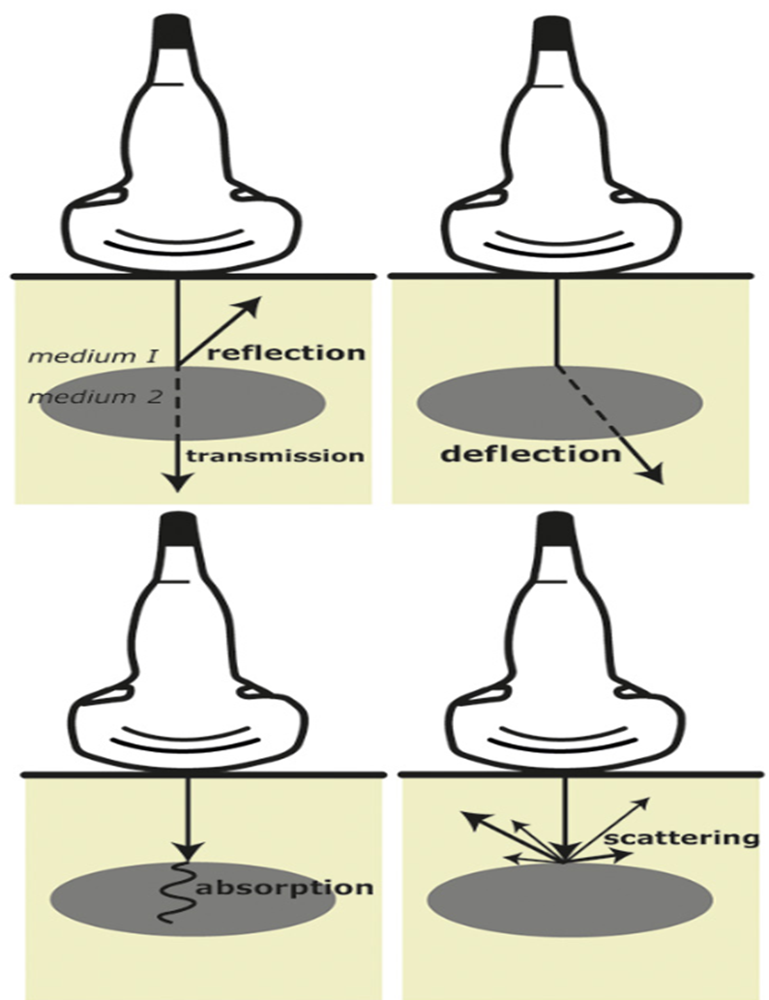 medium I
reflection
medium 2
transmission
deflection
absorption
scattering